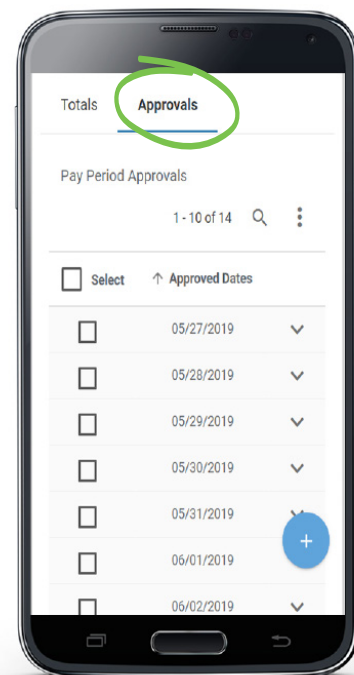 Totals Approvals
Pay Period Approvals
1 - 10 of 14
Select ↑ Approved Dates
05/27/2019
05/28/2019
05/29/2019
05/30/2019
05/31/2019
06/01/2019
06/02/2019